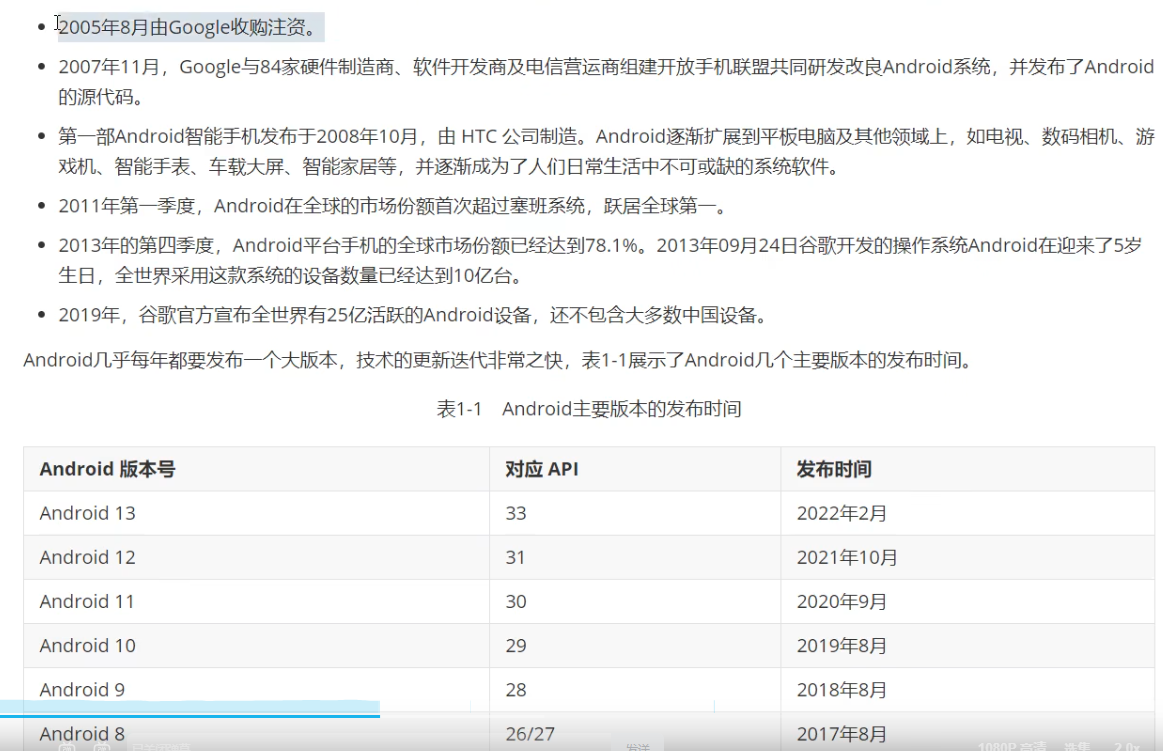 2005年8月由Google收购注资。
2007年11月，Google与84家硬件制造商、软件开发商及电信营运商组建开放手机联盟共同研发改良Android系统，并发布了Android
的源代码。
第一部Android智能手机发布于2008年10月，由 HTC 公司制造。Android逐渐扩展到平板电脑及其他领域上，如电视、数码相机、游
戏机、智能手表、车载大屏、智能家居等，并逐渐成为了人们日常生活中不可或缺的系统软件。
2011年第一季度，Android在全球的市场份额首次超过塞班系统，跃居全球第一。
2013年的第四季度，Android平台手机的全球市场份额已经达到78.1%。2013年09月24日谷歌开发的操作系统Android在迎来了5岁
生日，全世界采用这款系统的设备数量已经达到10亿台。
2019年，谷歌官方宣布全世界有25亿活跃的Android设备，还不包含大多数中国设备。
Android几乎每年都要发布一个大版本，技术的更新迭代非常之快，表1-1展示了Android几个主要版本的发布时间。
表1-1 Android主要版本的发布时间
Android 版本号 对应 API 发布时间
Android 13 33 2022年2月
Android 12 31 2021年10月
Android 11 30 2020年9月
Android 10 29 2019年8月
Android 9 28 2018年8月
Android 8 26/27 2017年8月
发送 1080P 高清 选集 2.0x